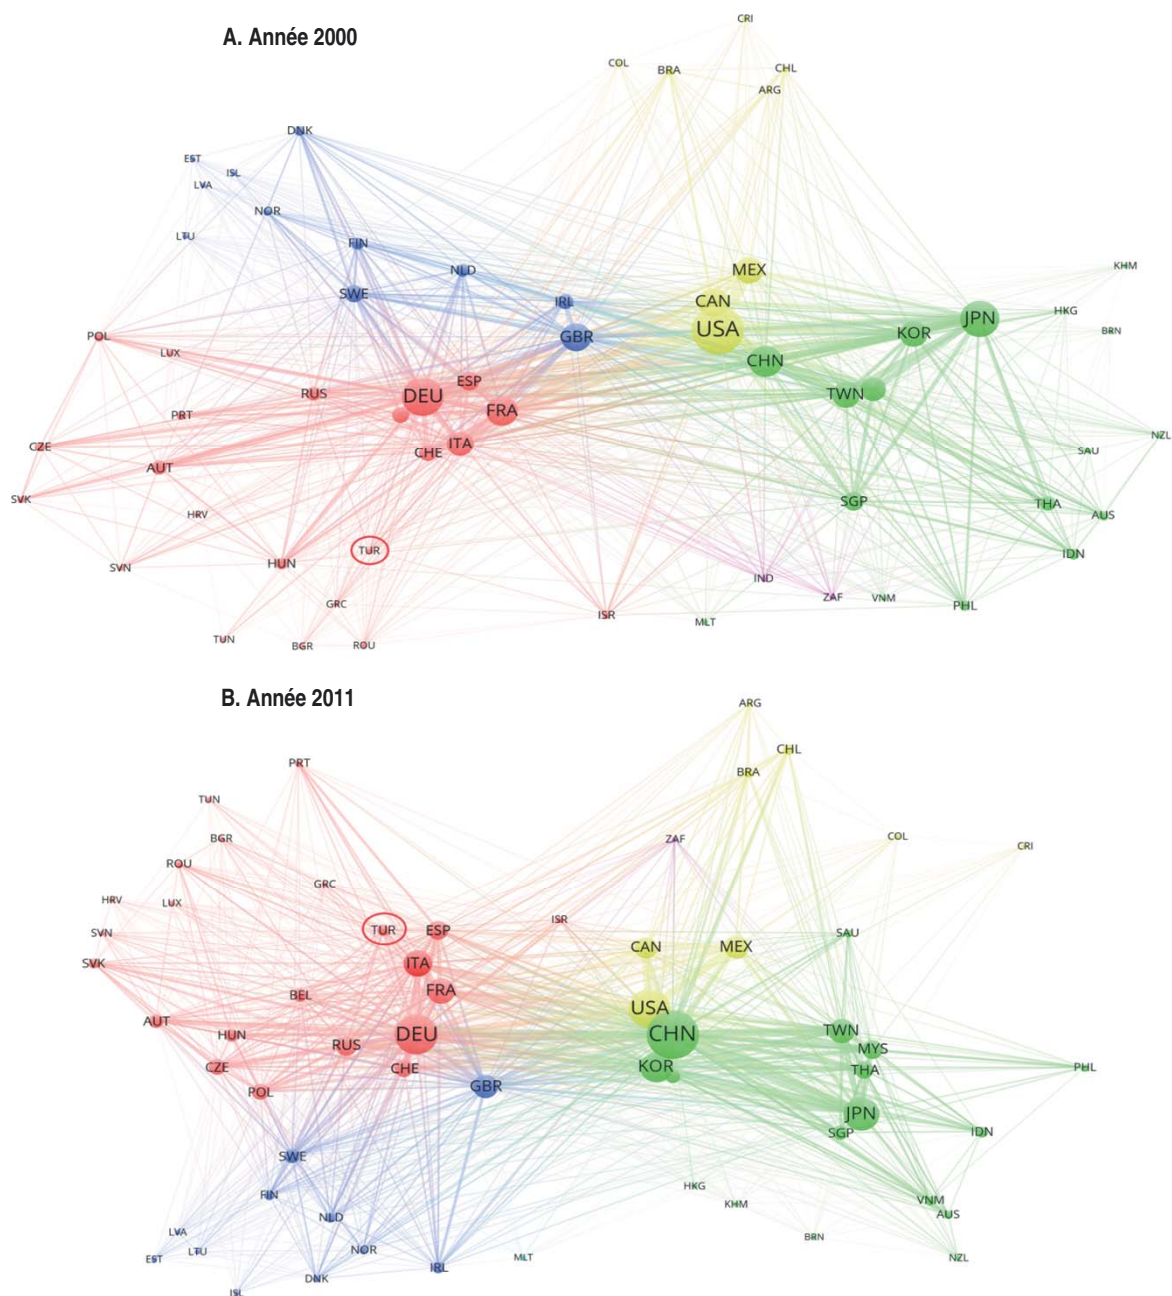 A. Année 2000
CRI
COL
BRA
CHL
ARG
DNK
EST
ISL
LVA
NOR
LTU
FIN
NLD
SWE
IRL
MEX
CAN
KHM
HKG
JPN
BRN
GBR
USA
KOR
POL
LUX
CHN
ESP
RUS
DEU
TWN
FRA
PRT
CZE
ITA
CHE
AUT
NZL
SAU
SVK
SGP
THA
HRV
AUS
TUR
IDN
SVN
HUN
IND
GRC
ZAF
VNM
PHL
ISR
MLT
TUN
BGR
ROU
B. Année 2011
ARG
CHL
PRT
BRA
TUN
BGR
ZAF
COL
CRI
ROU
GRC
HRV
LUX
ISR
TUR
ESP
SVN
SAU
CAN
MEX
SVK
ITA
FRA
BEL
USA
AUT
HUN
DEU
CHN
TWN
RUS
MYS
CZE
CHE
KOR
THA
PHL
POL
GBR
JPN
SGP
IDN
SWE
HKG
FIN
KHM
VNM
NLD
AUS
LVA
BRN
LTU
NOR
EST
MLT
NZL
IRL
DNK
ISL